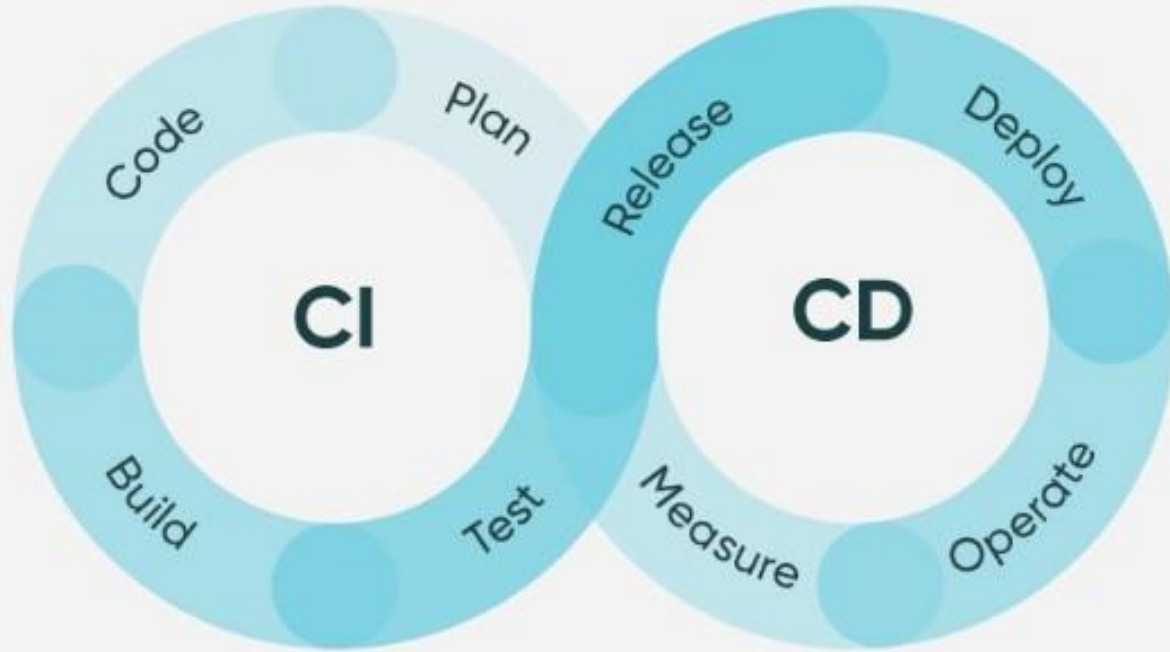 Plan
Code
Build
Test
CI
Release
Deploy
Operate
Measure
CD